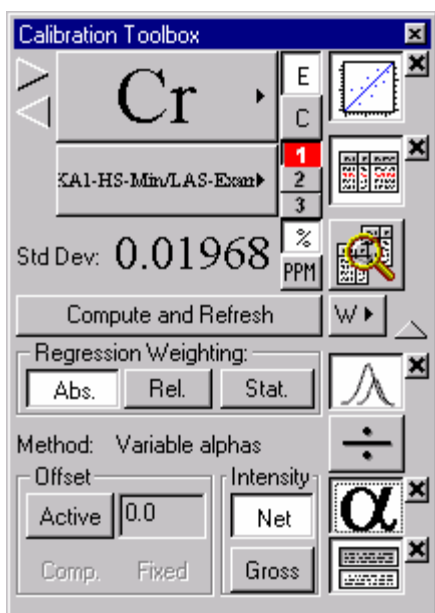 Calibration Toolbox
Cr
E
C
KA1-HS-Min/LAS-Exam
1
2
3
Std Dev: 0.01968
%
PPM
Compute and Refresh
W
Regression Weighting:
Abs. Rel. Stat.
Method: Variable alphas
Offset
Intensity
Active 0.0
Net
Comp. Fixed
Gross
α